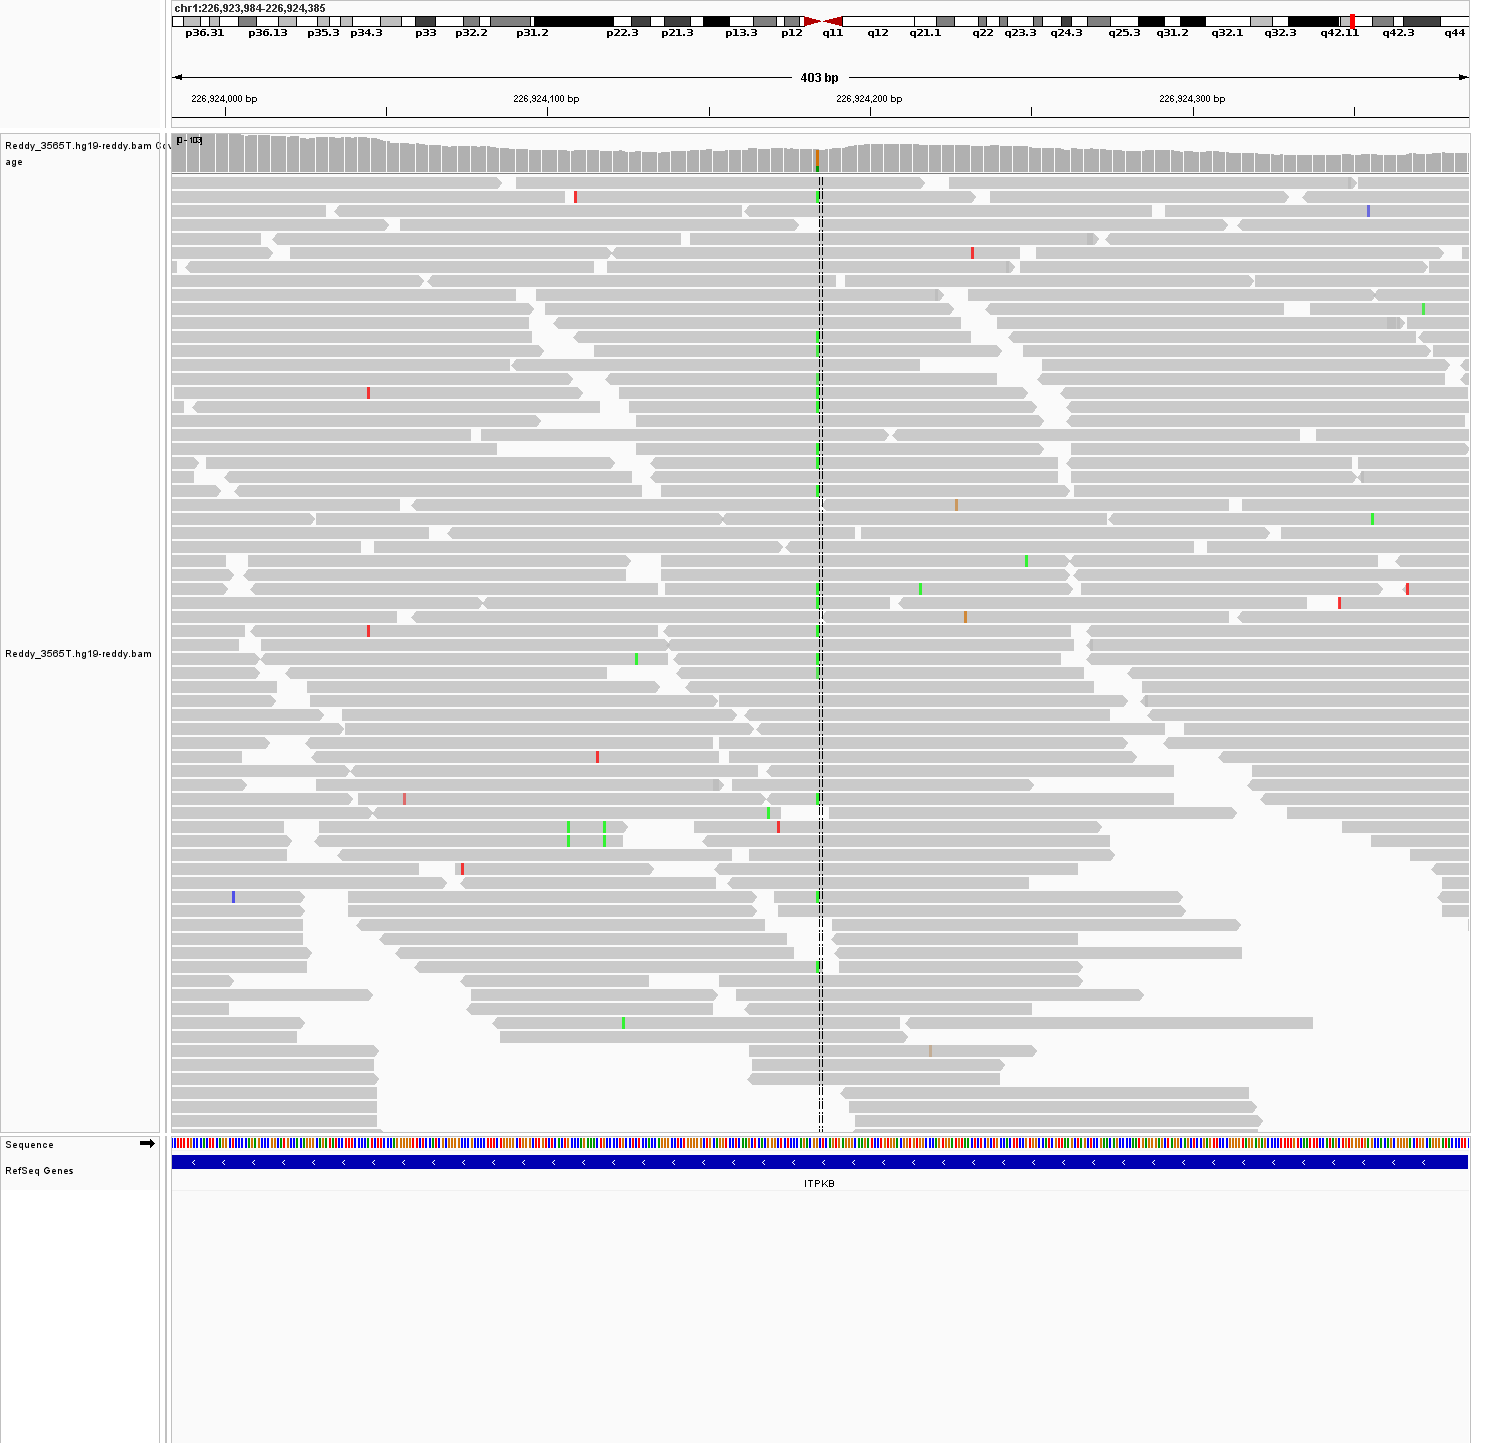 chr1:226,923,984-226,924,385
p36.31 p36.13 p35.3 p34.3 p33 p32.2 p31.2 p22.3 p21.3 p13.3 p12 q11 q12 q21.1 q22 q23.3 q24.3 q25.3 q31.2 q32.1 q32.3 q42.11 q42.3 q44
403 bp
226,924,000 bp 226,924,100 bp 226,924,200 bp 226,924,300 bp
[0 - 103]
Reddy_3565T.hg19-reddy.bam Cov
age
Reddy_3565T.hg19-reddy.bam
Sequence
RefSeq Genes
ITPKB